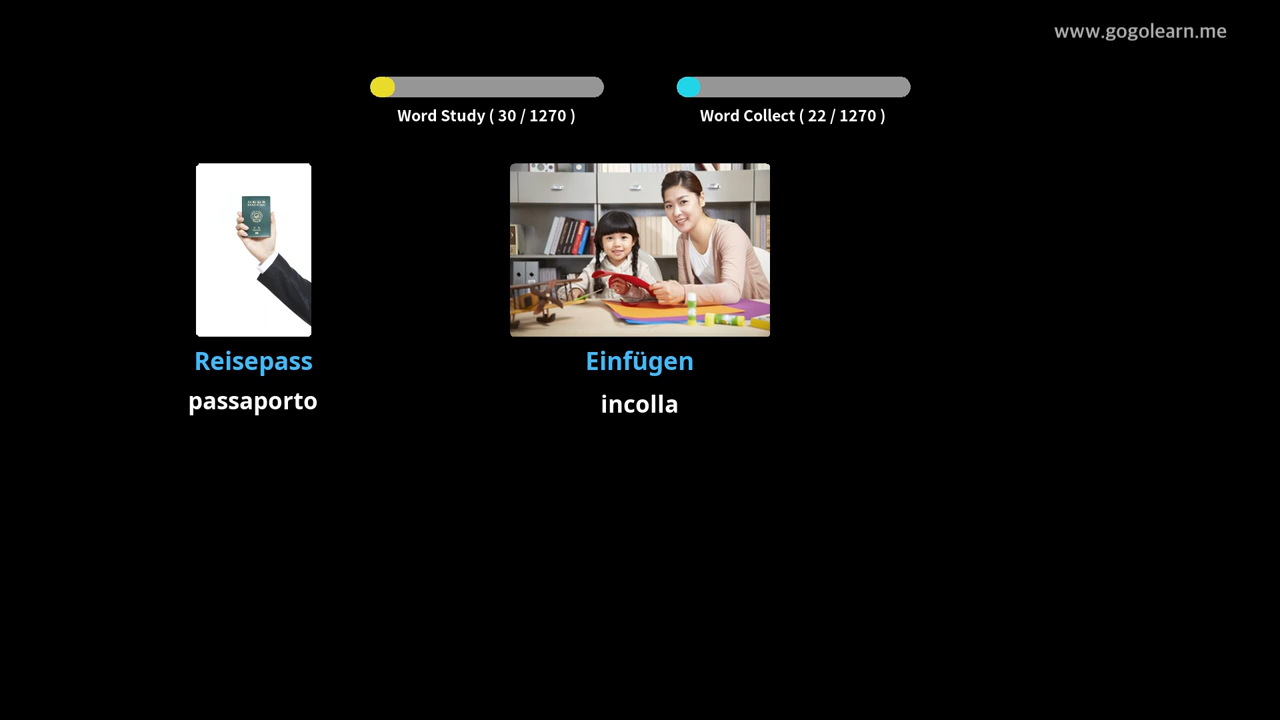 www.gogolearn.me
Word Study ( 30 / 1270 )
Word Collect ( 22 / 1270 )
Reisepass
passaporto
Einfügen
incolla